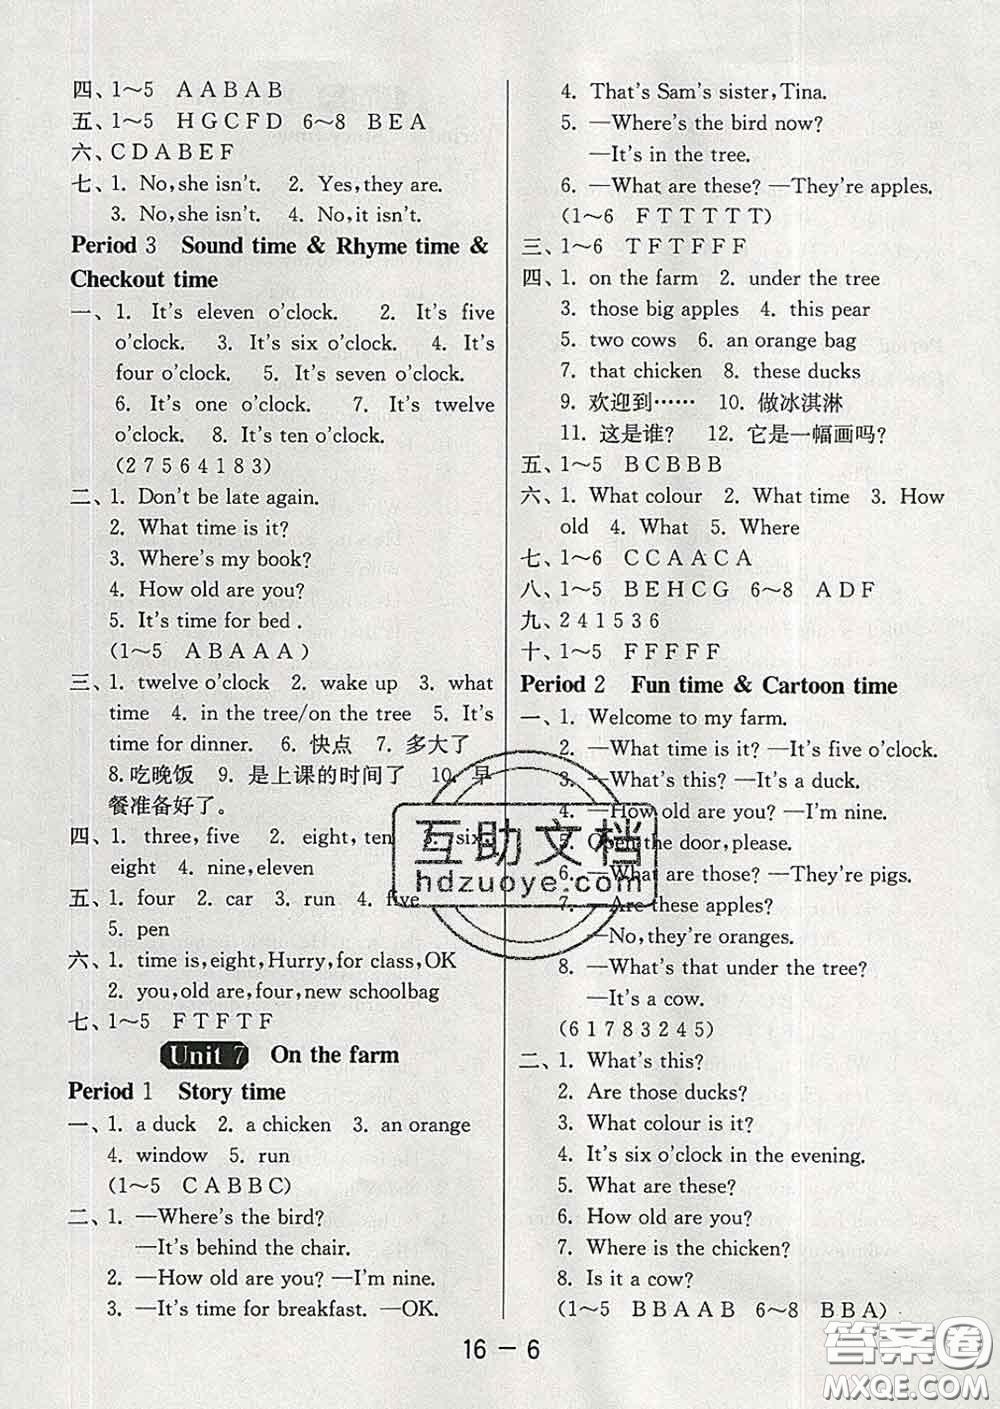 四、1～5　A A B A B
五、1～5　H G C F D　6～8　B E A
六、C D A B E F
七、1. No,she isn't.　2. Yes,they are.
3. No,she isn't.　4. No,it isn't.
Period 3　Sound time & Rhyme time &
Checkout time
一、1. It's eleven o'clock.　2. It's five
o'clock.　3. It's six o'clock.　4. It's
four o'clock.　5. It's seven o'clock.
6. It's one o'clock.　7. It's twelve
o'clock.　8. It's ten o'clock.
(2 7 5 6 4 1 8 3)
二、1. Don't be late again.
2. What time is it?
3. Where's my book?
4. How old are you?
5. It's time for bed .
(1～5　A B A A A )
三、1. twelve o'clock　2. wake up　3. what
time　4. in the tree/on the tree　5. It's
time for dinner.　6. 快点　7. 多大了
8.吃晚饭　9. 是上课的时间了　10. 早
餐准备好了。
四、1. three,five　2. eight,ten　3. six,
eight　4. nine,eleven
五、1. four　2. car　3. run　4. five
5. pen
六、1. time is,eight,Hurry,for class,OK
2. you,old are,four,new schoolbag
七、1～5　F T F T F
Unit 7　On the farm
Period 1　Story time
一、1. a duck　2. a chicken　3. an orange
4. window　5. run
(1～5　C A B B C)
二、1. —Where's the bird?
—It's behind the chair.
2. —How old are you? —I'm nine.
3. —It's time for breakfast. —OK.
4. That's Sam's sister,Tina.
5. —Where's the bird now?
—It's in the tree.
6. —What are these? —They're apples.
(1～6　F T T T T T)
三、1～6　T F T F F F
四、1. on the farm　2. under the tree
3. those big apples　4. this pear
5. two cows　6. an orange bag
7. that chicken　8. these ducks
9. 欢迎到……　10. 做冰淇淋
11. 这是谁?　12. 它是一幅画吗?
五、1～5　B C B B B
六、1. What colour　2. What time　3. How
old　4. What　5. Where
七、1～6　C C A A C A
八、1～5　B E H C G　6～8　A D F
九、2 4 1 5 3 6
十、1～5　F F F F F
Period 2　Fun time & Cartoon time
一、1. Welcome to my farm.
2. —What time is it? —It's five o'clock.
3. —What's this? —It's a duck.
4. —How old are you? —I'm nine.
5. Open the door,please.
6. —What are those? —They're pigs.
7. —Are these apples?
—No,they're oranges.
8. —What's that under the tree?
—It's a cow.
(6 1 7 8 3 2 4 5)
二、1. What's this?
2. Are those ducks?
3. What colour is it?
4. It's six o'clock in the evening.
5. What are these?
6. How old are you?
7. Where is the chicken?
8. Is it a cow?
(1～5　B B A A B　6～8　B B A)
16 - 6
互助文档
hdzuoye.com
答案圈
MXQE.COM